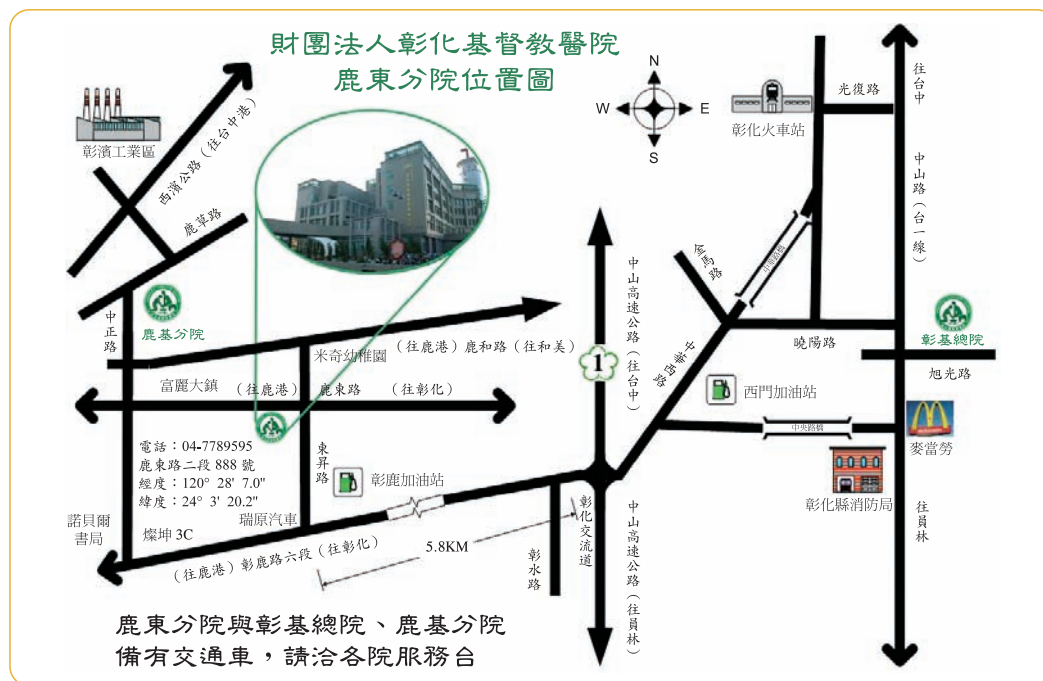 財團法人彰化基督教醫院
鹿東分院位置圖
N
W
E
S
彰化火車站
光復路
往台中
中山路(台一線)
彰濱工業區
西濱公路(往台中港)
鹿草路
中正路
鹿基分院
米奇幼稚園
(往鹿港)鹿和路(往和美)
富麗大鎮
(往鹿港)
鹿東路
(往彰化)
中山高速公路(往台中)
1
金馬路
中華路橋
中華西路
曉陽路
彰基總院
旭光路
西門加油站
中央路橋
麥當勞
彰化縣消防局
往員林
電話:04-7789595
鹿東路二段 888 號
經度:120° 28' 7.0"
緯度:24° 3' 20.2"
東昇路
彰鹿加油站
諾貝爾
書局
燦坤 3C
瑞原汽車
(往鹿港)彰鹿路六段(往彰化)
5.8KM
彰水路
彰化交流道
中山高速公路(往員林)
鹿東分院與彰基總院、鹿基分院
備有交通車,請洽各院服務台